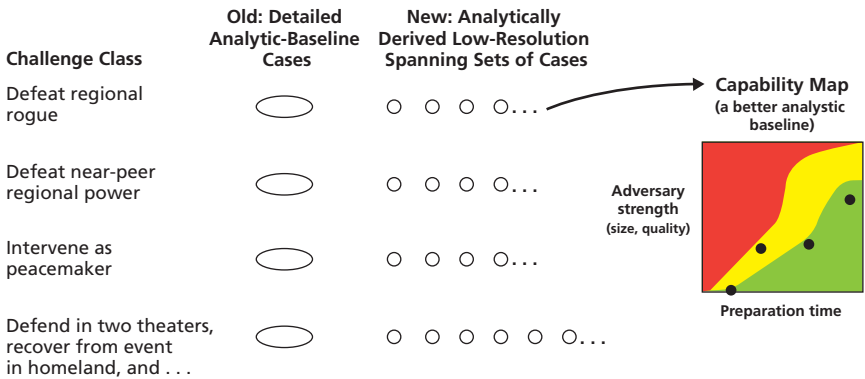 Challenge Class
Old: Detailed
Analytic-Baseline
Cases
New: Analytically
Derived Low-Resolution
Spanning Sets of Cases
Defeat regional
rogue
...
Capability Map
(a better analystic
baseline)
Defeat near-peer
regional power
...
Intervene as
peacemaker
...
Defend in two theaters,
recover from event
in homeland, and . . .
...
Adversary
strength
(size, quality)
Preparation time